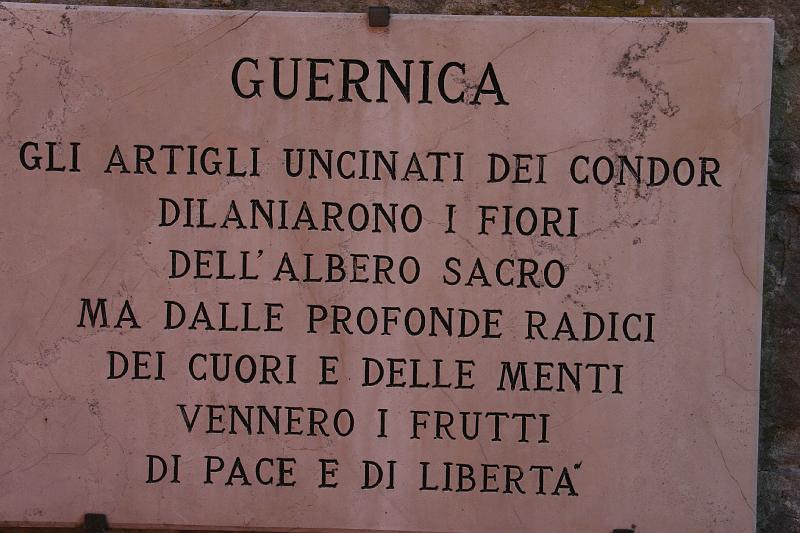 GUERNICA
GLI ARTIGLI UNCINATI DEI CONDOR
DILANIARONO I FIORI
DELL'ALBERO SACRO
MA DALLE PROFONDE RADICI
DEI CUORI E DELLE MENTI
VENNERO I FRUTTI
DI PACE E DI LIBERTA'